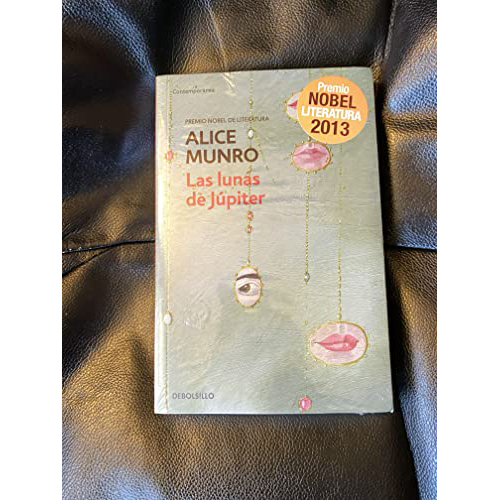 Contemporánea
PREMIO NOBEL DE LITERATURA
ALICE
MUNRO
Las lunas
de Júpiter
Premio
NOBEL
LITERATURA
2013
DEBOLSILLO